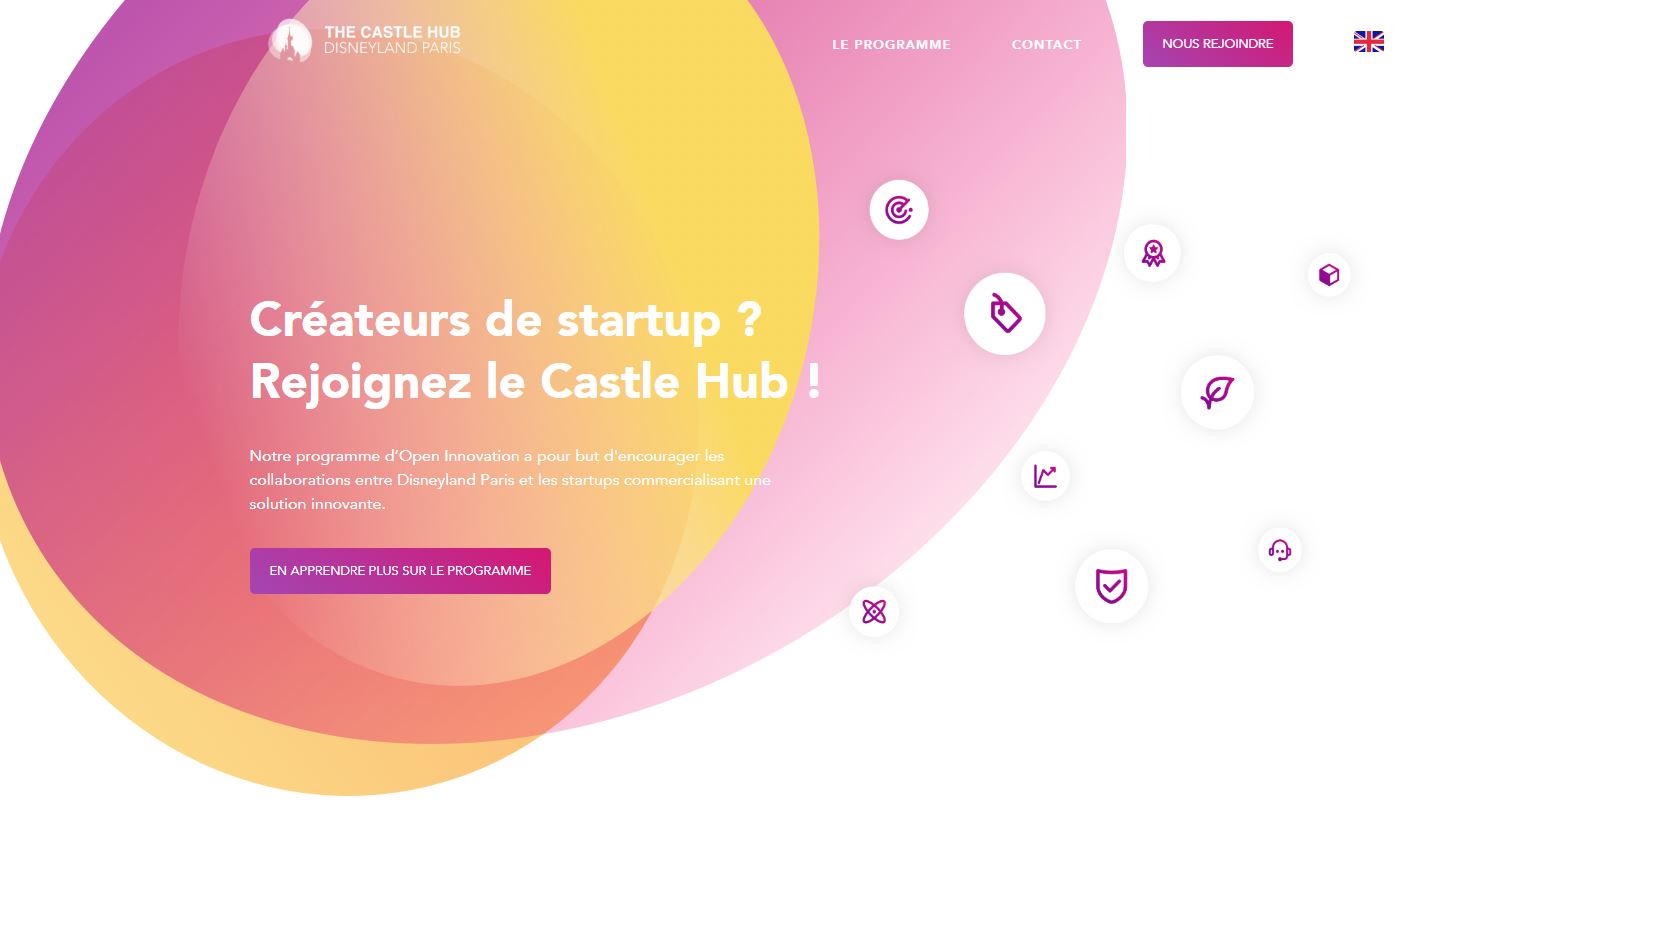 THE CASTLE HUB
DISNEYLAND PARIS
LE PROGRAMME
CONTACT
NOUS REJOINDRE
Créateurs de startup ?
Rejoignez le Castle Hub !
Notre programme d’Open Innovation a pour but d'encourager les
collaborations entre Disneyland Paris et les startups commercialisant une
solution innovante.
EN APPRENDRE PLUS SUR LE PROGRAMME